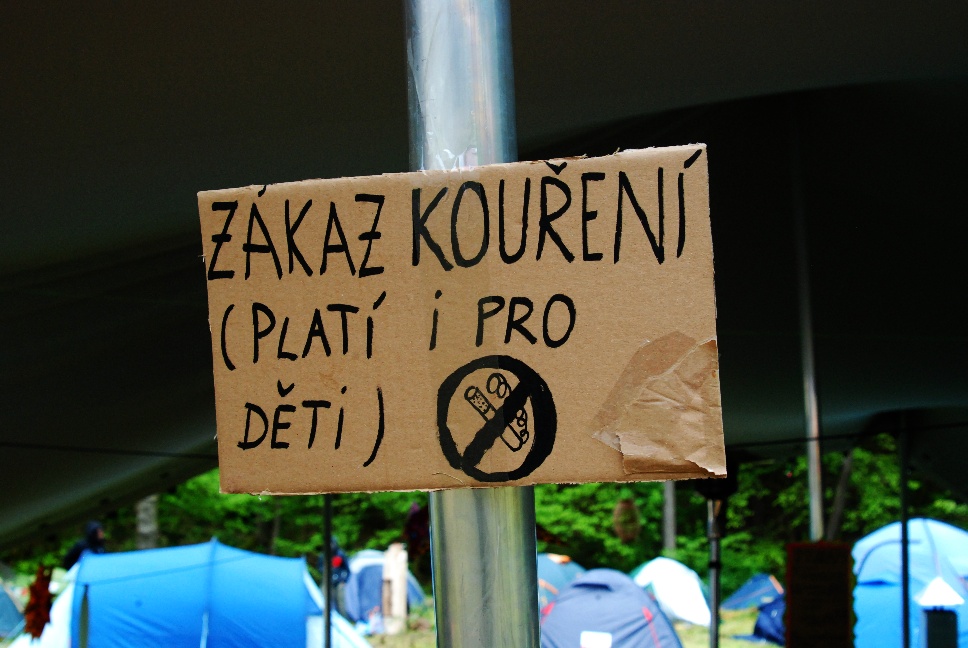 ZÁKAZ KOUŘENÍ
(PLATÍ i PRO
DĚTi)